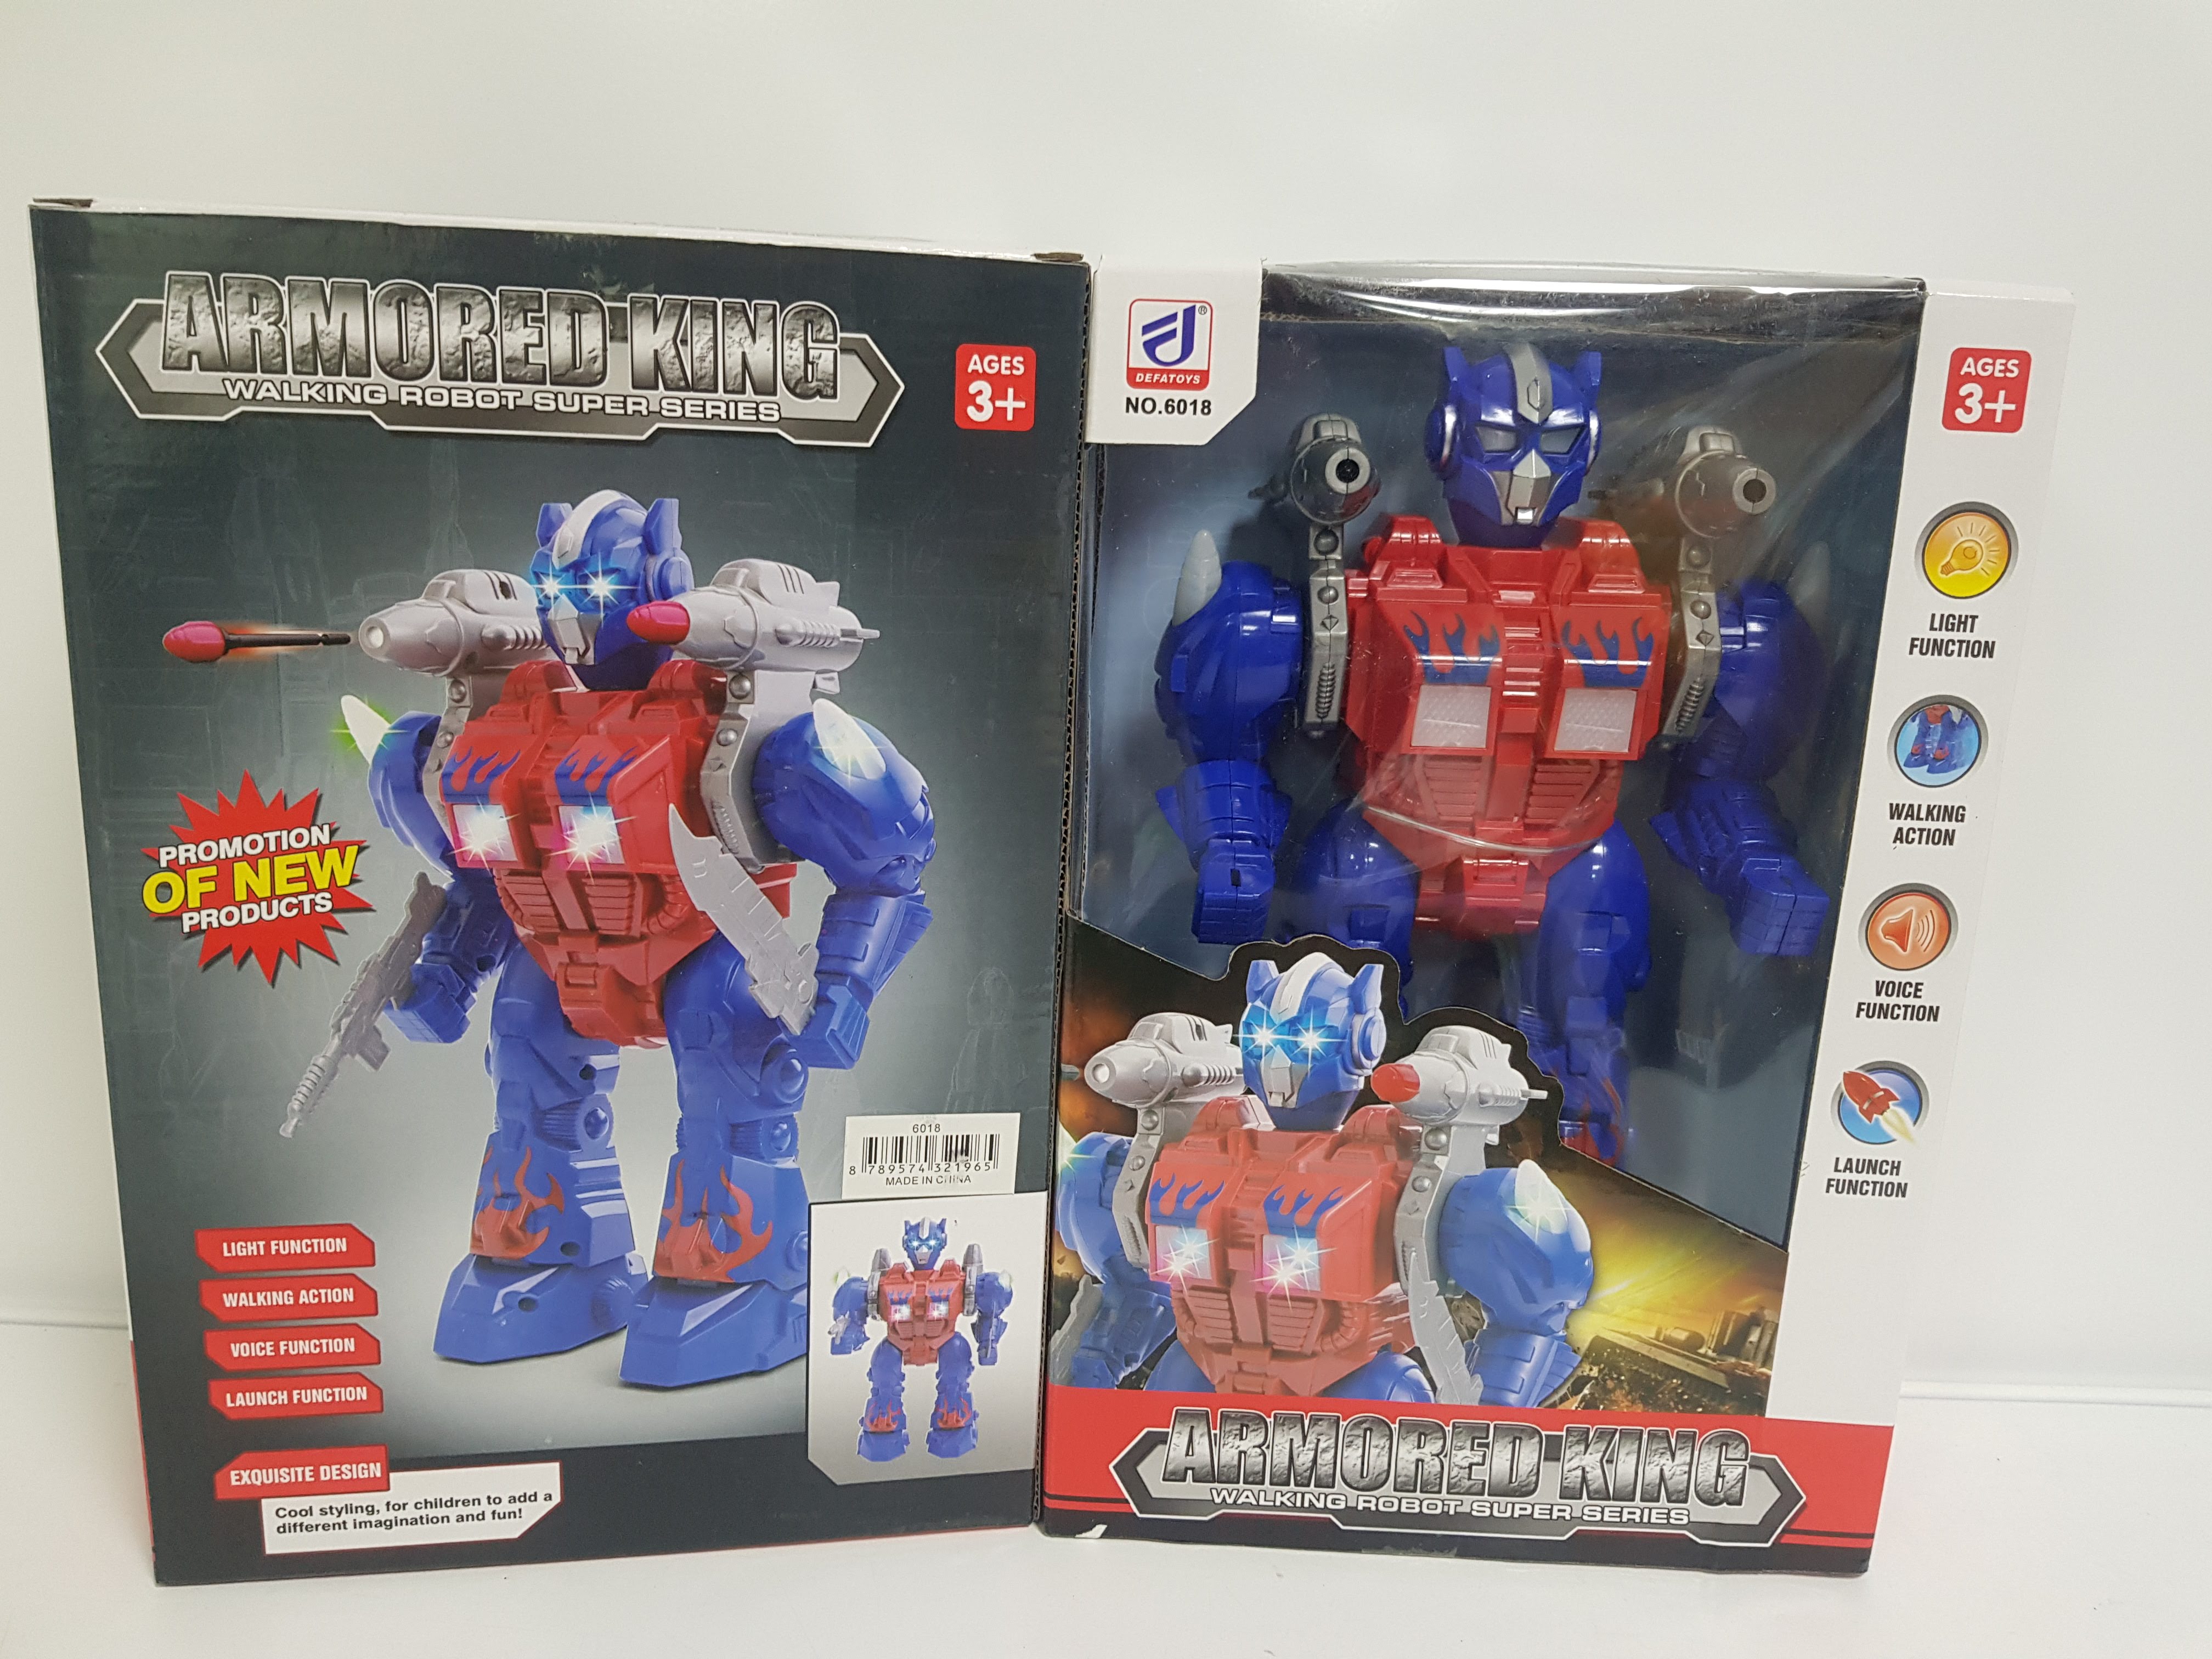 ARMORED KING
WALKING ROBOT SUPER SERIES
AGES
3+
PROMOTION
OF NEW
PRODUCTS
6018
8 789574 321965
MADE IN CHINA
LIGHT FUNCTION
WALKING ACTION
VOICE FUNCTION
LAUNCH FUNCTION
EXQUISITE DESIGN
Cool styling, for children to add a
different imagination and fun!
®
DEFATOYS
NO.6018
AGES
3+
LIGHT
FUNCTION
WALKING
ACTION
VOICE
FUNCTION
LAUNCH
FUNCTION
ARMORED KING
WALKING ROBOT SUPER SERIES